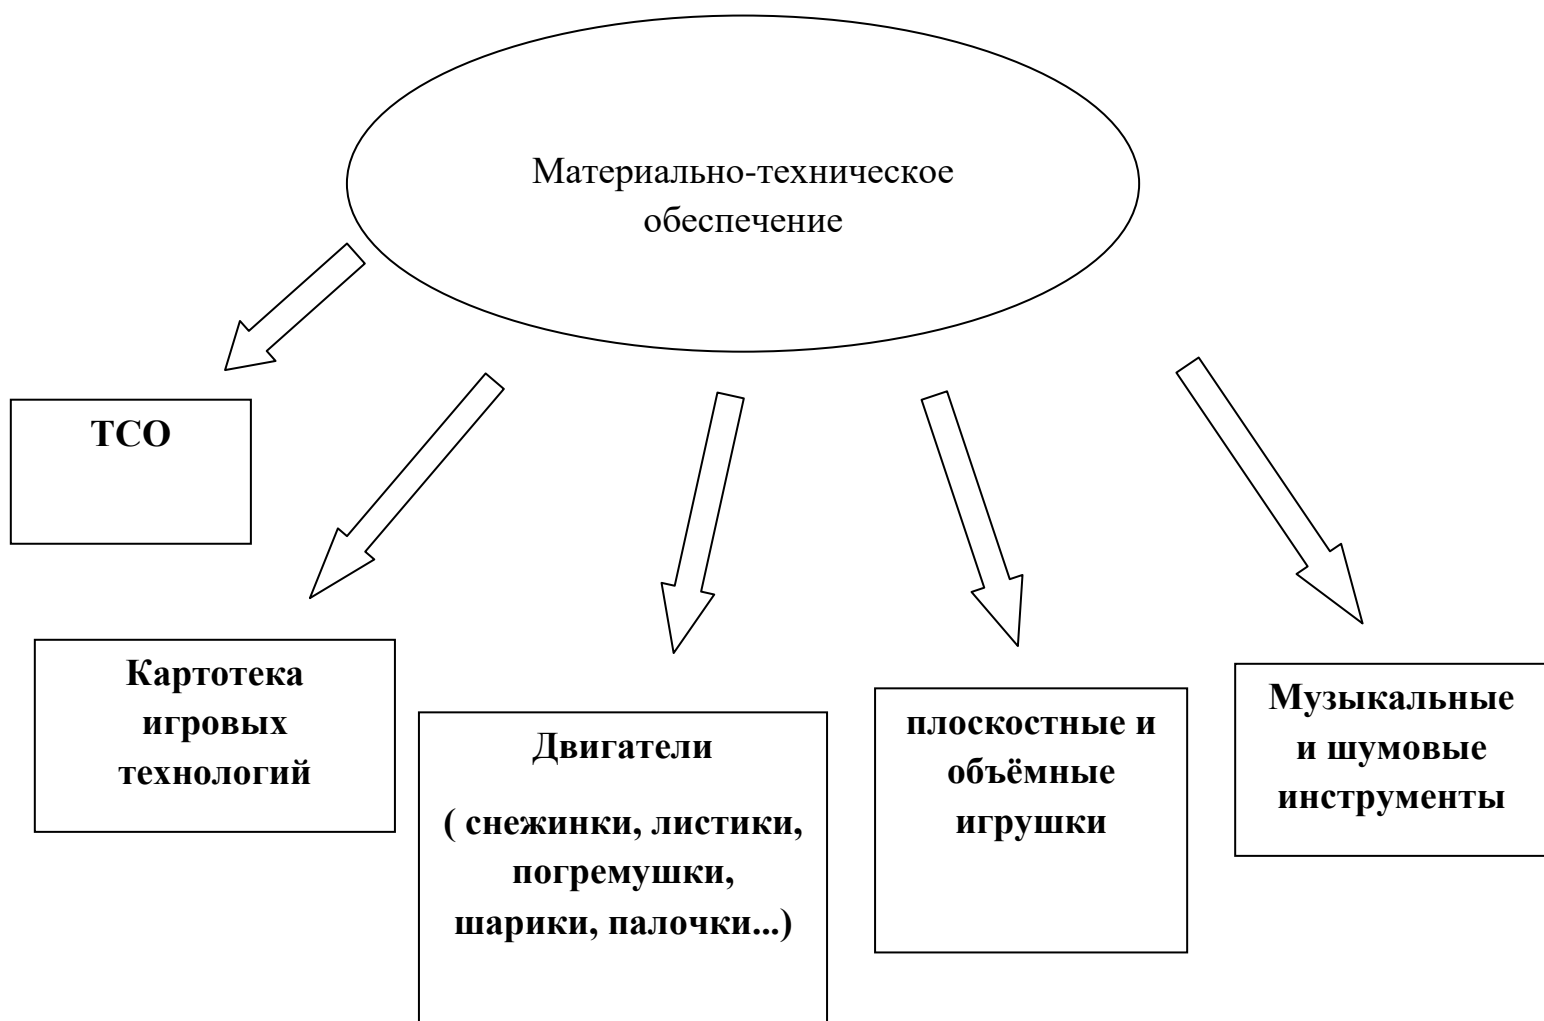 Материально-техническое
обеспечение
ТСО
Картотека
игровых
технологий
Двигатели
( снежинки, листики,
погремушки,
шарики, палочки...)
плоскостные и
объёмные
игрушки
Музыкальные
и шумовые
инструменты